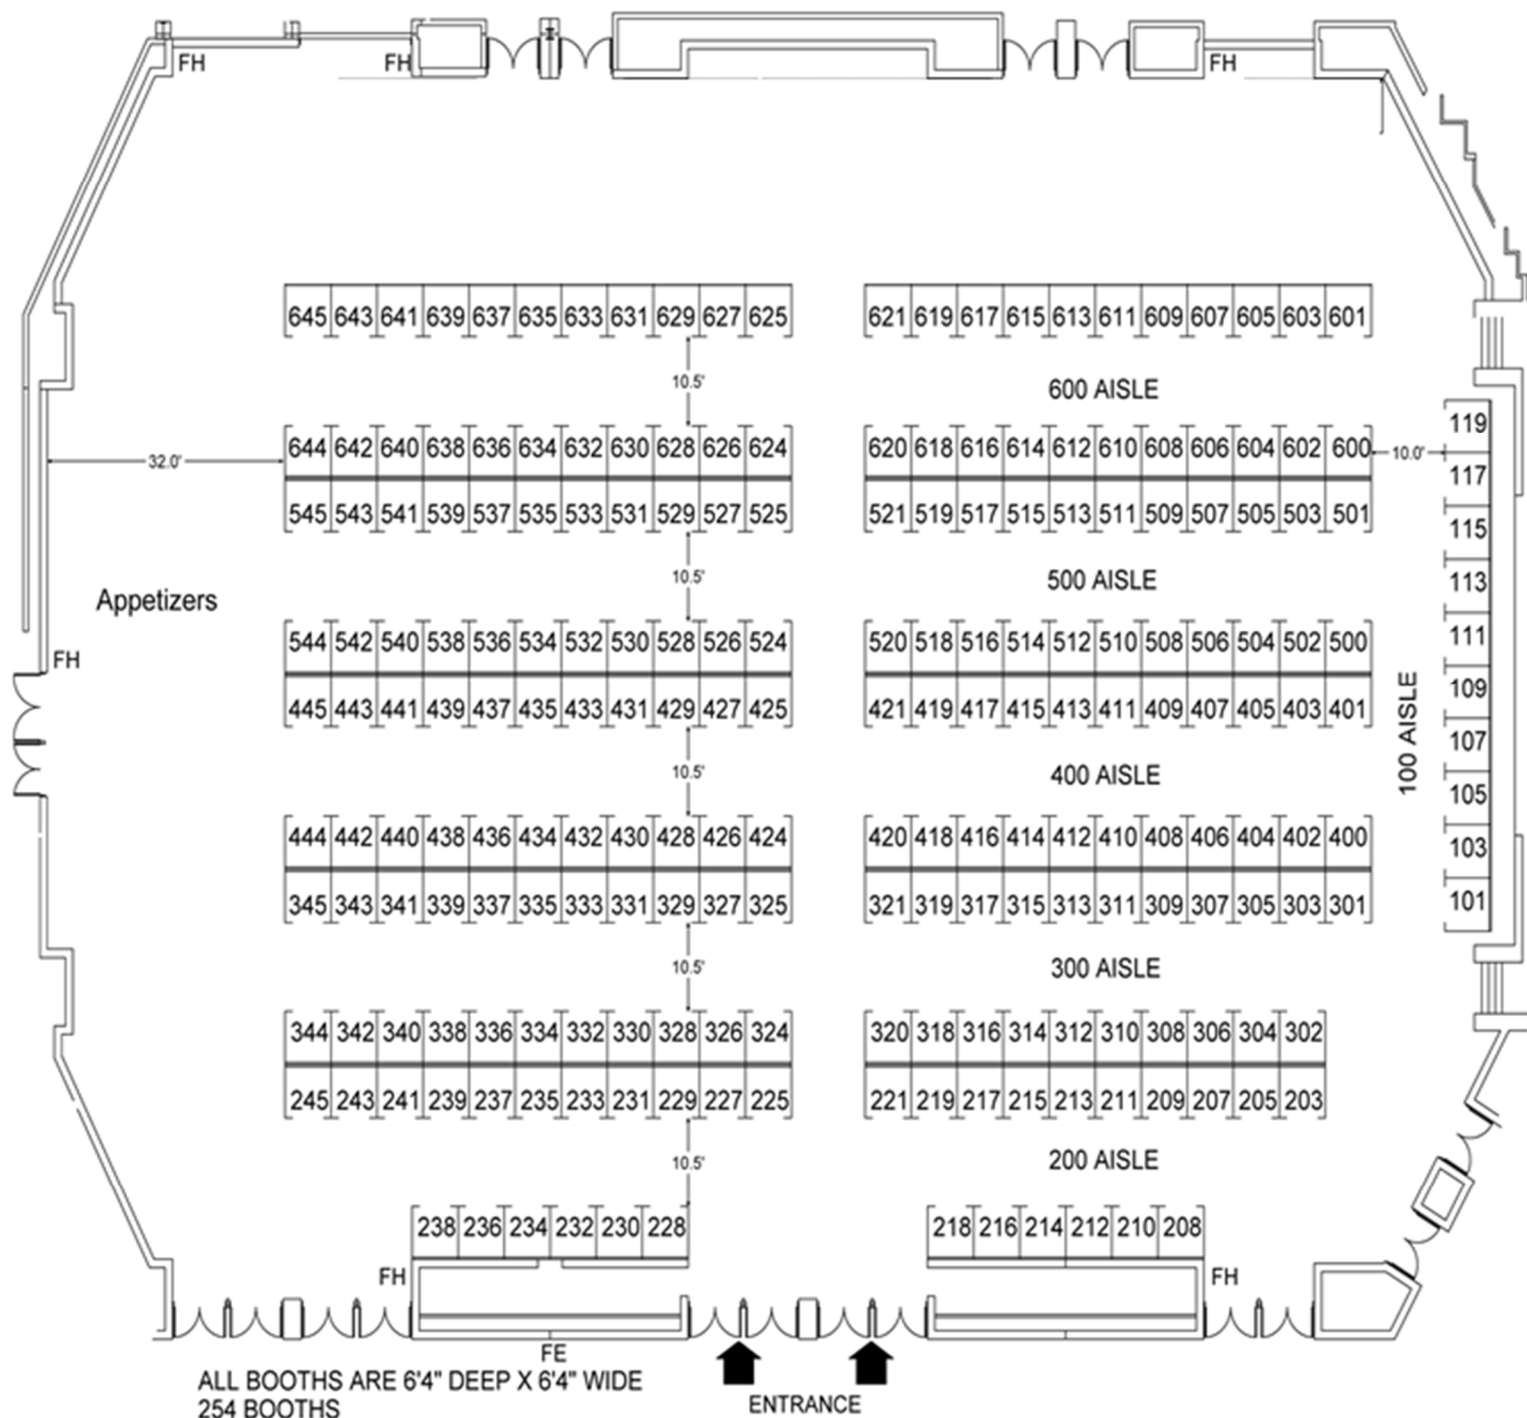 FH FH FH
645 643 641 639 637 635 633 631 629 627 625 621 619 617 615 613 611 609 607 605 603 601
10.5' 600 AISLE
119
644 642 640 638 636 634 632 630 628 626 624 620 618 616 614 612 610 608 606 604 602 600
32.0' 10.0'
117
545 543 541 539 537 535 533 531 529 527 525 521 519 517 515 513 511 509 507 505 503 501
115
10.5' 500 AISLE 113
Appetizers
544 542 540 538 536 534 532 530 528 526 524 520 518 516 514 512 510 508 506 504 502 500
111
FH
109
445 443 441 439 437 435 433 431 429 427 425 421 419 417 415 413 411 409 407 405 403 401
100 AISLE
107
10.5' 400 AISLE
105
444 442 440 438 436 434 432 430 428 426 424 420 418 416 414 412 410 408 406 404 402 400
103
345 343 341 339 337 335 333 331 329 327 325 321 319 317 315 313 311 309 307 305 303 301
101
10.5' 300 AISLE
344 342 340 338 336 334 332 330 328 326 324 320 318 316 314 312 310 308 306 304 302
245 243 241 239 237 235 233 231 229 227 225 221 219 217 215 213 211 209 207 205 203
10.5' 200 AISLE
238 236 234 232 230 228 218 216 214 212 210 208
FH FH
FE
ALL BOOTHS ARE 6'4" DEEP X 6'4" WIDE
254 BOOTHS
ENTRANCE